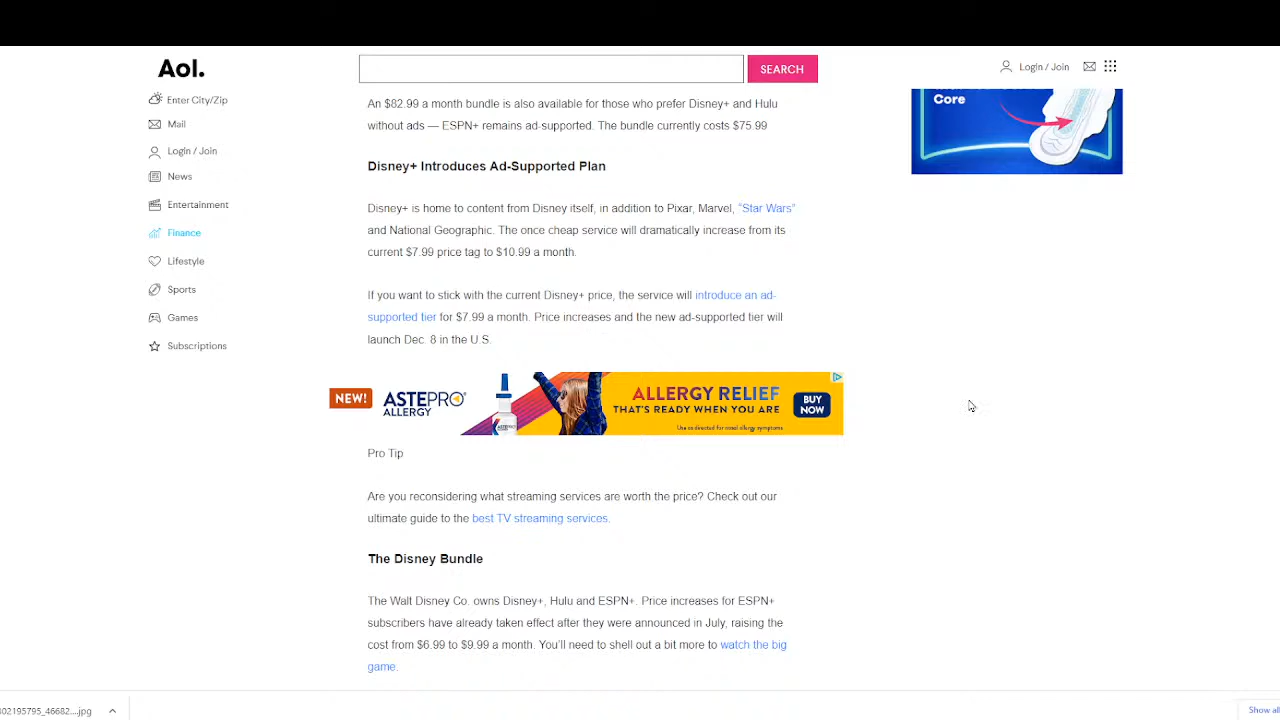 Aol.
SEARCH
Login / Join
Enter City/Zip
Mail
Login / Join
News
Entertainment
Finance
Lifestyle
Sports
Games
Subscriptions
An $82.99 a month bundle is also available for those who prefer Disney+ and Hulu
without ads — ESPN+ remains ad-supported. The bundle currently costs $75.99
Disney+ Introduces Ad-Supported Plan
Disney+ is home to content from Disney itself, in addition to Pixar, Marvel, "Star Wars"
and National Geographic. The once cheap service will dramatically increase from its
current $7.99 price tag to $10.99 a month.
If you want to stick with the current Disney+ price, the service will introduce an ad-
supported tier for $7.99 a month. Price increases and the new ad-supported tier will
launch Dec. 8 in the U.S.
NEW!
ASTEPRO
ALLERGY
ALLERGY RELIEF
THAT'S READY WHEN YOU ARE
Use as directed for nasal allergy symptoms
BUY
NOW
Pro Tip
Are you reconsidering what streaming services are worth the price? Check out our
ultimate guide to the best TV streaming services.
The Disney Bundle
The Walt Disney Co. owns Disney+, Hulu and ESPN+. Price increases for ESPN+
subscribers have already taken effect after they were announced in July, raising the
cost from $6.99 to $9.99 a month. You'll need to shell out a bit more to watch the big
game.
Core
802195795_46682....jpg
Show all